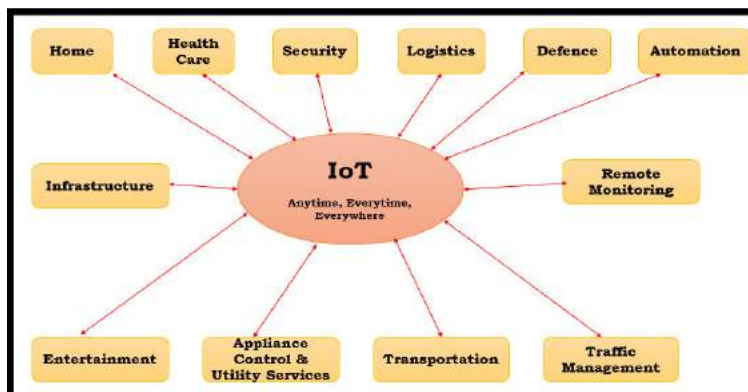 Home
Health
Care
Security
Logistics
Defence
Automation
IoT
Anytime, Everytime,
Everywhere
Infrastructure
Remote
Monitoring
Entertainment
Appliance
Control &
Utility Services
Transportation
Traffic
Management